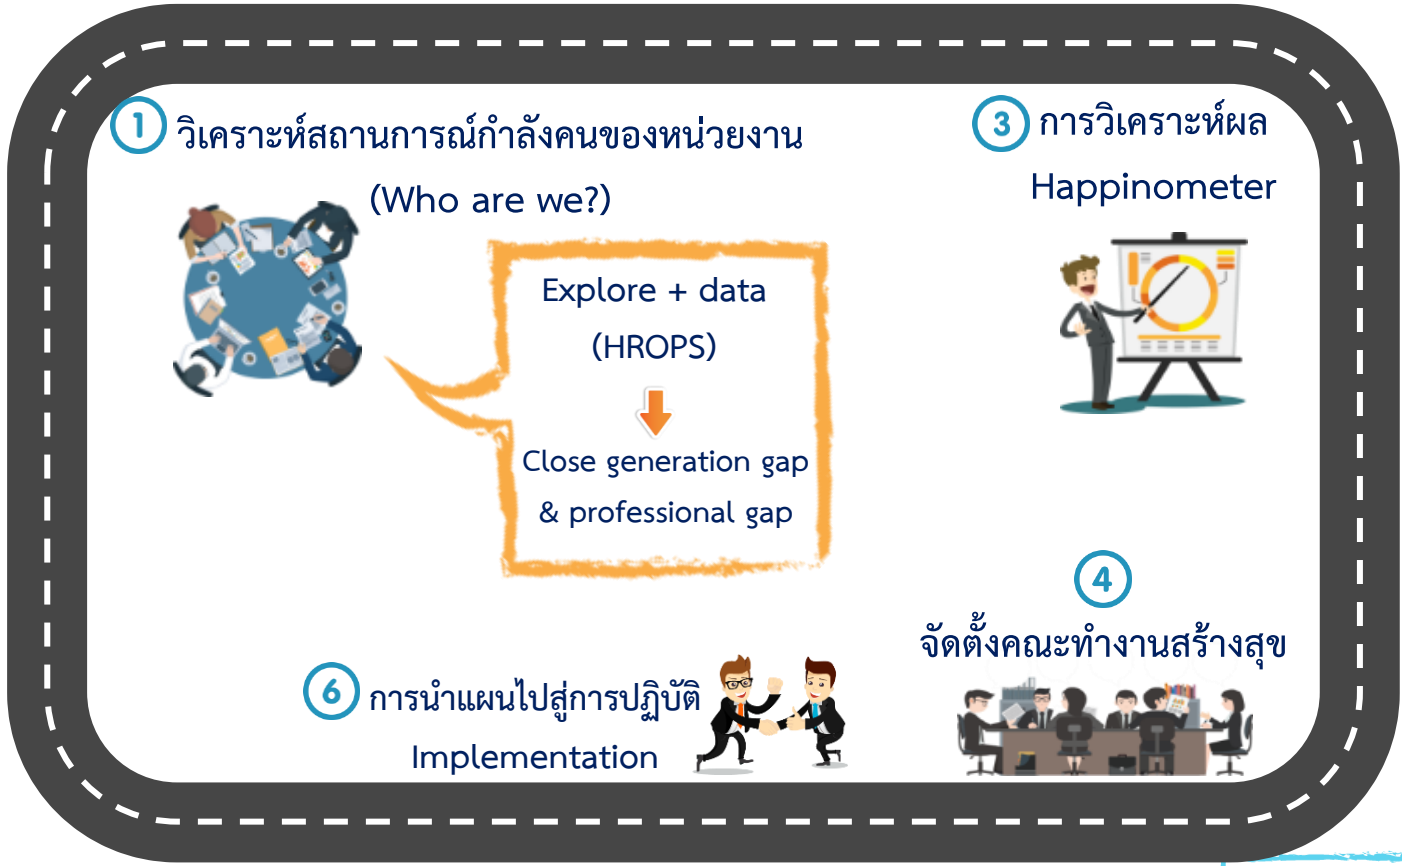 1 วิเคราะห์สถานการณ์กำลังคนของหน่วยงาน
(Who are we?)
Explore + data
(HROPS)
Close generation gap
& professional gap
3 การวิเคราะห์ผล
Happinometer
4
จัดตั้งคณะทำงานสร้างสุข
6 การนำแผนไปสู่การปฏิบัติ
Implementation